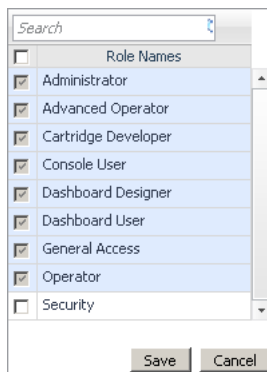 Search
Role Names
Administrator
Advanced Operator
Cartridge Developer
Console User
Dashboard Designer
Dashboard User
General Access
Operator
Security
Save Cancel